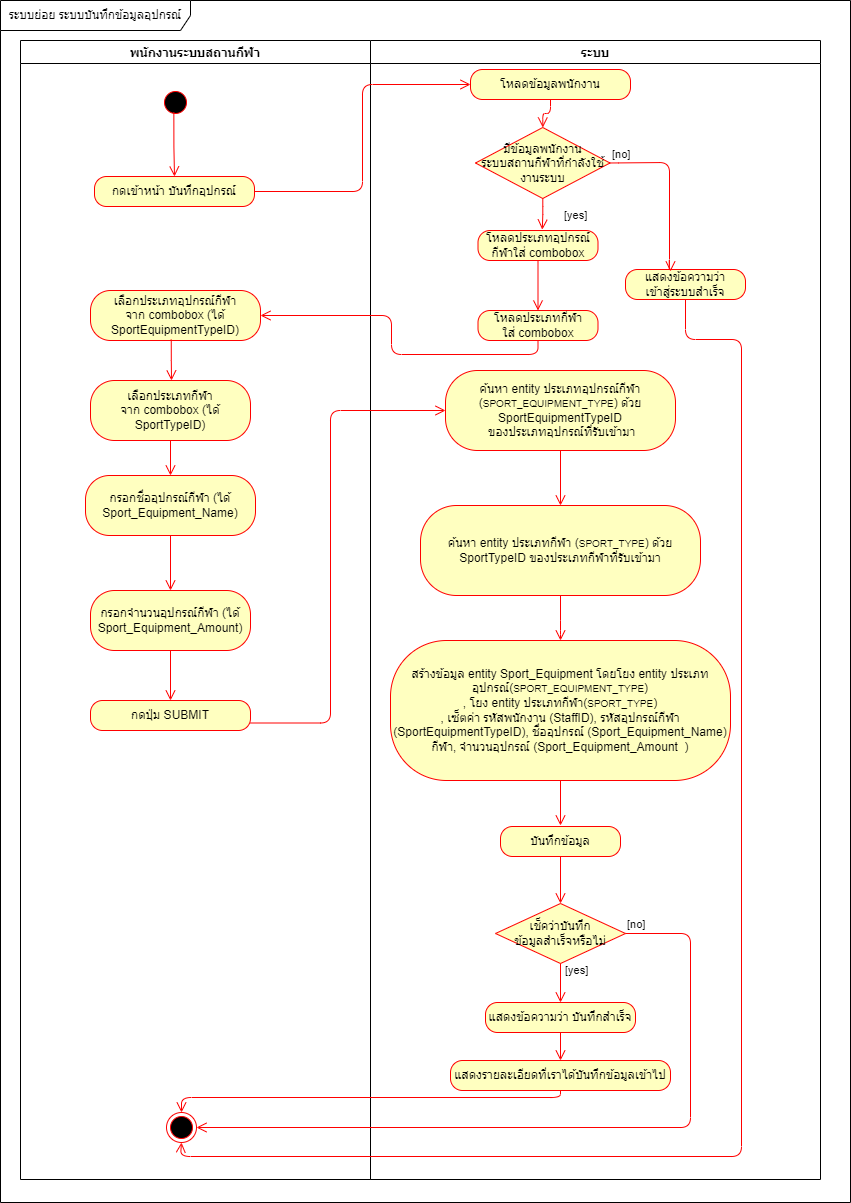 ระบบย่อย ระบบบันทึกข้อมูลอุปกรณ์
พนักงานระบบสถานกีฬา
ระบบ
โหลดข้อมูลพนักงาน
มีข้อมูลพนักงาน
ระบบสถานกีฬาที่กำลังใช้
งานระบบ
[no]
[yes]
กดเข้าหน้า บันทึกอุปกรณ์
โหลดประเภทอุปกรณ์
กีฬาใส่ combobox
แสดงข้อความว่า
เข้าสู่ระบบสำเร็จ
โหลดประเภทกีฬา
ใส่ combobox
เลือกประเภทอุปกรณ์กีฬา
จาก combobox (ได้
SportEquipmentTypeID)
เลือกประเภทกีฬา
จาก combobox (ได้
SportTypeID)
กรอกชื่ออุปกรณ์กีฬา (ได้
Sport_Equipment_Name)
กรอกจำนวนอุปกรณ์กีฬา (ได้
Sport_Equipment_Amount)
กดปุ่ม SUBMIT
ค้นหา entity ประเภทอุปกรณ์กีฬา
(SPORT_EQUIPMENT_TYPE) ด้วย
SportEquipmentTypeID
ของประเภทอุปกรณ์ที่รับเข้ามา
ค้นหา entity ประเภทกีฬา (SPORT_TYPE) ด้วย
SportTypeID ของประเภทกีฬาที่รับเข้ามา
สร้างข้อมูล entity Sport_Equipment โดยโยง entity ประเภท
อุปกรณ์(SPORT_EQUIPMENT_TYPE)
, โยง entity ประเภทกีฬา(SPORT_TYPE)
, เซ็ตค่า รหัสพนักงาน (StaffID), รหัสอุปกรณ์กีฬา
(SportEquipmentTypeID), ชื่ออุปกรณ์ (Sport_Equipment_Name)
กีฬา, จำนวนอุปกรณ์ (Sport_Equipment_Amount )
บันทึกข้อมูล
เช็คว่าบันทึก
ข้อมูลสำเร็จหรือไม่
[no]
[yes]
แสดงข้อความว่า บันทึกสำเร็จ
แสดงรายละเอียดที่เราได้บันทึกข้อมูลเข้าไป